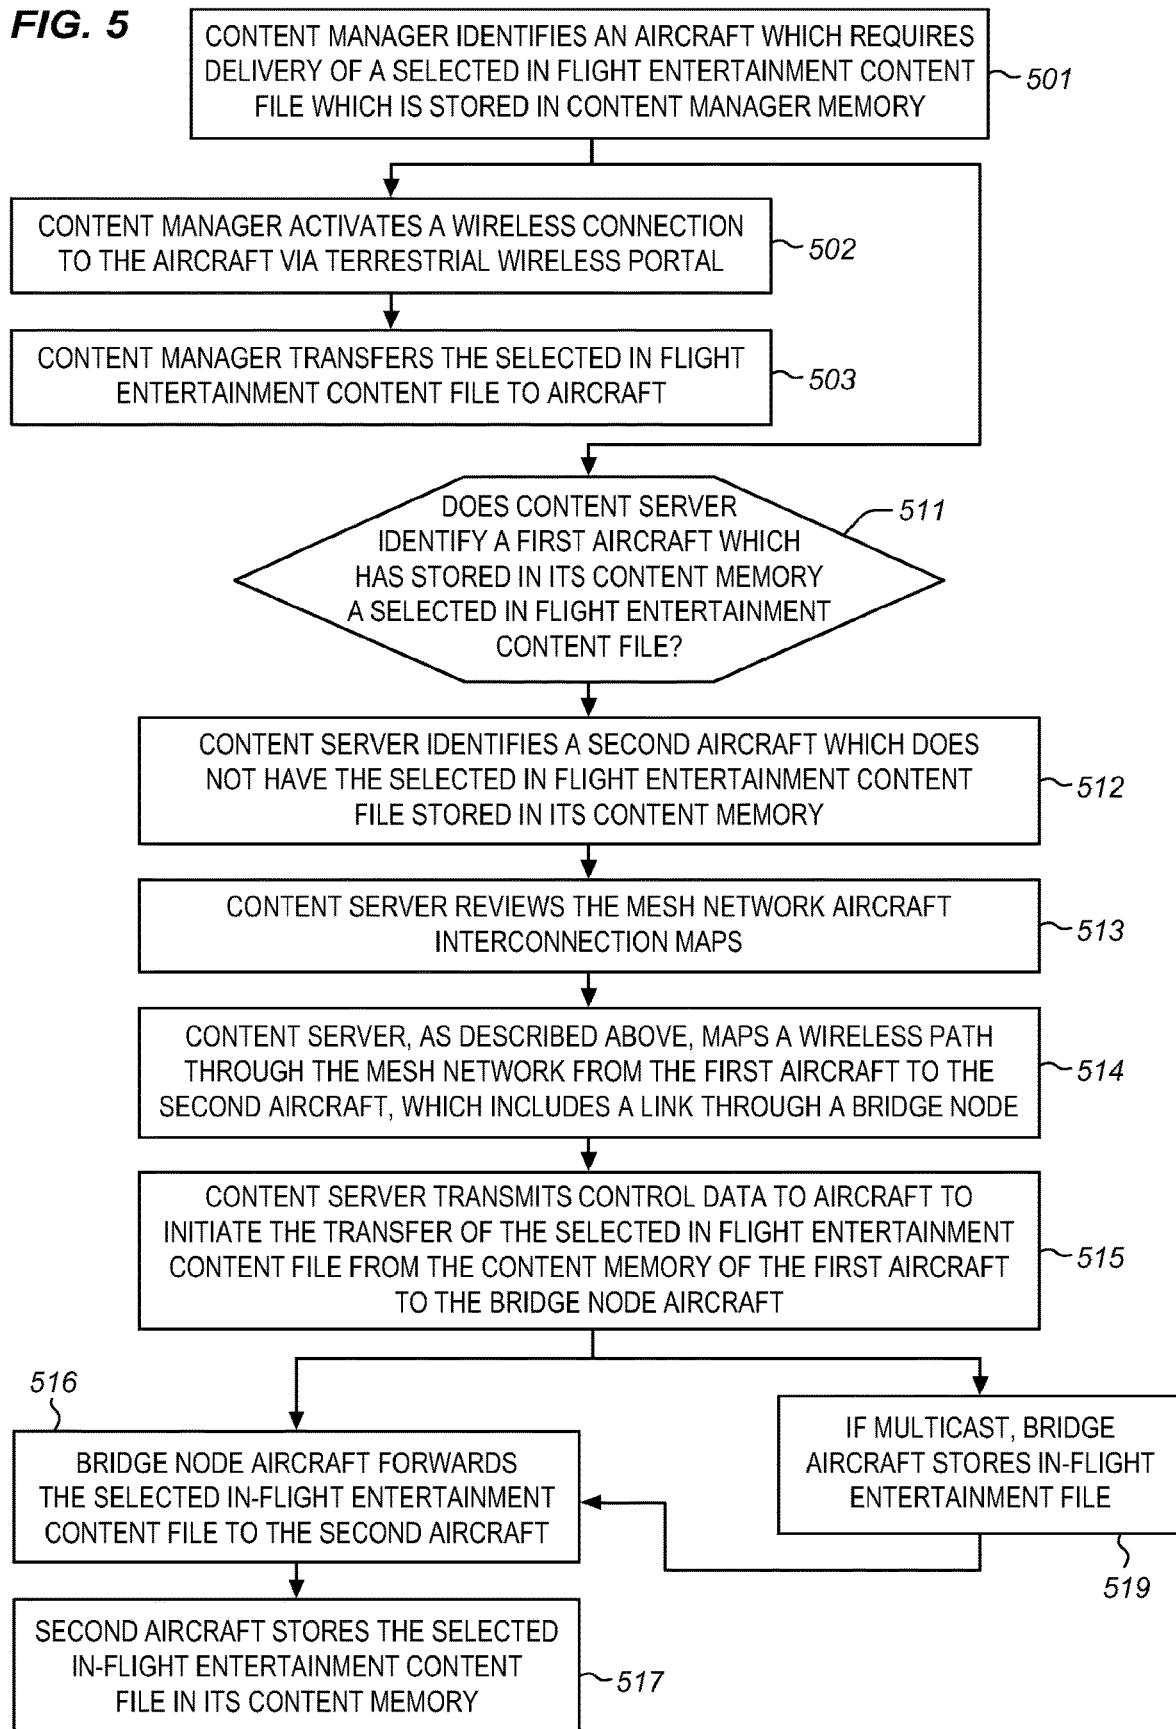 FIG. 5
CONTENT MANAGER IDENTIFIES AN AIRCRAFT WHICH REQUIRES
DELIVERY OF A SELECTED IN FLIGHT ENTERTAINMENT CONTENT
FILE WHICH IS STORED IN CONTENT MANAGER MEMORY
501
CONTENT MANAGER ACTIVATES A WIRELESS CONNECTION
TO THE AIRCRAFT VIA TERRESTRIAL WIRELESS PORTAL
502
CONTENT MANAGER TRANSFERS THE SELECTED IN FLIGHT
ENTERTAINMENT CONTENT FILE TO AIRCRAFT
503
DOES CONTENT SERVER
IDENTIFY A FIRST AIRCRAFT WHICH
HAS STORED IN ITS CONTENT MEMORY
A SELECTED IN FLIGHT ENTERTAINMENT
CONTENT FILE?
511
CONTENT SERVER IDENTIFIES A SECOND AIRCRAFT WHICH DOES
NOT HAVE THE SELECTED IN FLIGHT ENTERTAINMENT CONTENT
FILE STORED IN ITS CONTENT MEMORY
512
CONTENT SERVER REVIEWS THE MESH NETWORK AIRCRAFT
INTERCONNECTION MAPS
513
CONTENT SERVER, AS DESCRIBED ABOVE, MAPS A WIRELESS PATH
THROUGH THE MESH NETWORK FROM THE FIRST AIRCRAFT TO THE
SECOND AIRCRAFT, WHICH INCLUDES A LINK THROUGH A BRIDGE NODE
514
CONTENT SERVER TRANSMITS CONTROL DATA TO AIRCRAFT TO
INITIATE THE TRANSFER OF THE SELECTED IN FLIGHT ENTERTAINMENT
CONTENT FILE FROM THE CONTENT MEMORY OF THE FIRST AIRCRAFT
TO THE BRIDGE NODE AIRCRAFT
515
516
BRIDGE NODE AIRCRAFT FORWARDS
THE SELECTED IN-FLIGHT ENTERTAINMENT
CONTENT FILE TO THE SECOND AIRCRAFT
IF MULTICAST, BRIDGE
AIRCRAFT STORES IN-FLIGHT
ENTERTAINMENT FILE
519
SECOND AIRCRAFT STORES THE SELECTED
IN-FLIGHT ENTERTAINMENT CONTENT
FILE IN ITS CONTENT MEMORY
517